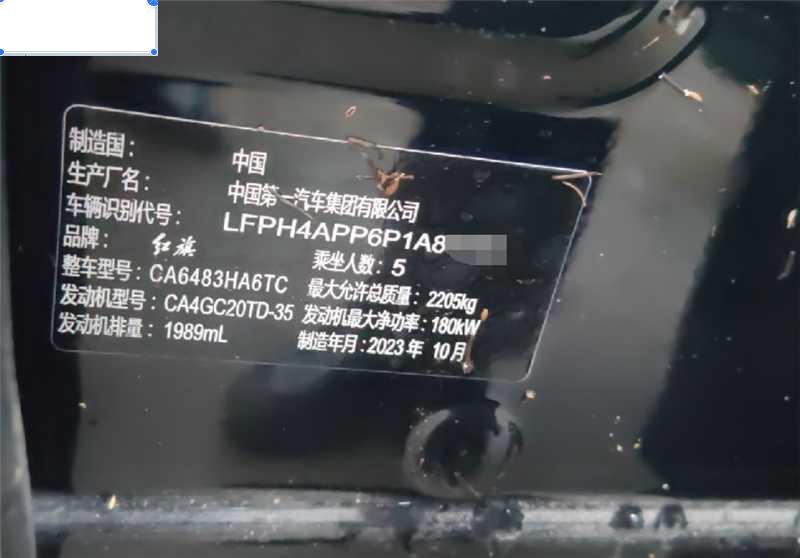 制造国： 中国
生产厂名： 中国第一汽车集团有限公司
车辆识别代号： LFPH4APP6P1A8
品牌： 红旗 乘坐人数：5
整车型号：CA6483HA6TC 最大允许总质量：2205kg
发动机型号：CA4GC20TD-35 发动机最大净功率：180kW
发动机排量：1989mL 制造年月：2023年 10月